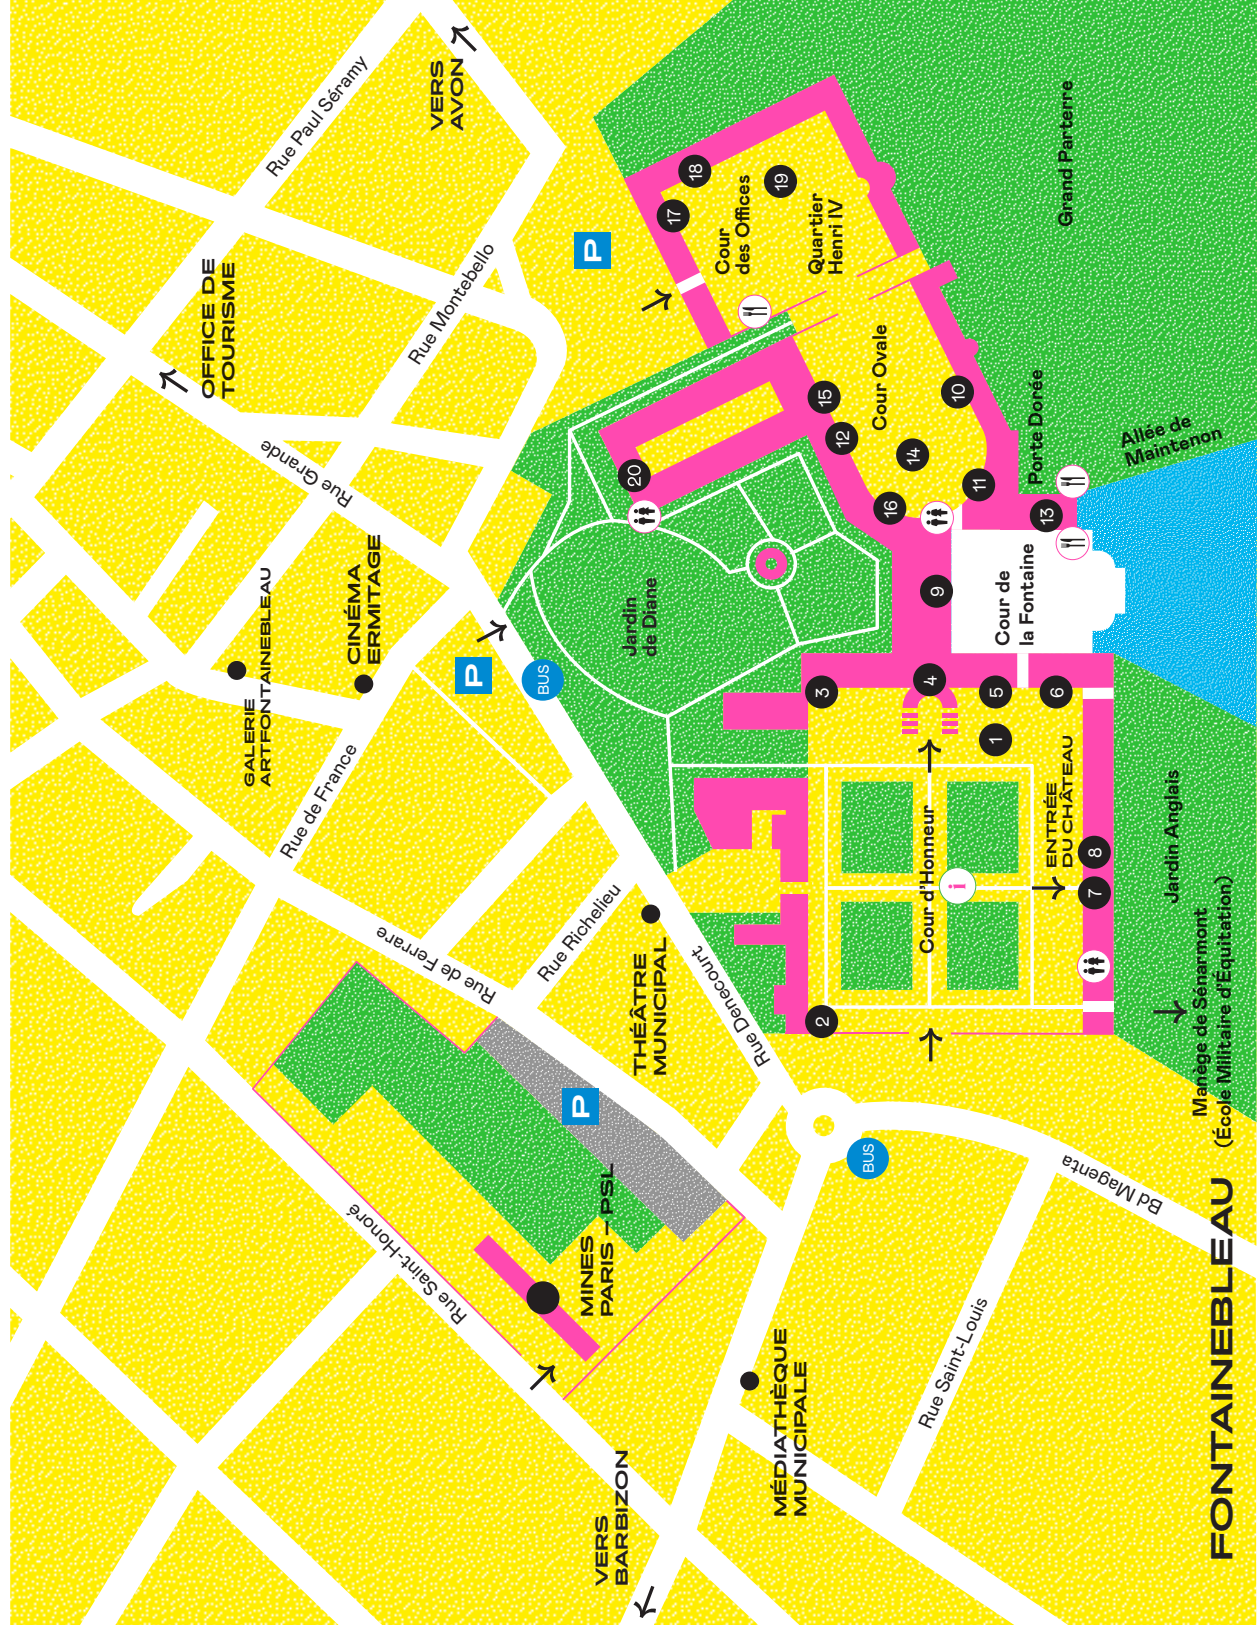 FONTAINEBLEAU
VERS
BARBIZON
MÉDIATHÈQUE
MUNICIPALE
Rue Saint-Louis
Bd Magenta
Rue Saint-Honoré
MINES
PARIS – PSL
P
BUS
Rue de Ferrare
Rue de France
Rue Richelieu
THÉÂTRE
MUNICIPAL
Rue Denecourt
GALERIE
ARTFONTAINEBLEAU
CINÉMA
ERMITAGE
P
BUS
Rue Grande
OFFICE DE
TOURISME
Rue Montebello
Rue Paul Séramy
VERS
AVON
P
Manège de Sénarmont
(École Militaire d'Équitation)
Jardin Anglais
ENTRÉE
DU CHÂTEAU
Cour d'Honneur
i
Jardin
de Diane
Cour de
la Fontaine
Porte Dorée
Allée de
Maintenon
Cour Ovale
Cour
des Offices
Quartier
Henri IV
Grand Parterre
1
2
3
4
5
6
7
8
9
10
11
12
13
14
15
16
17
18
19
20